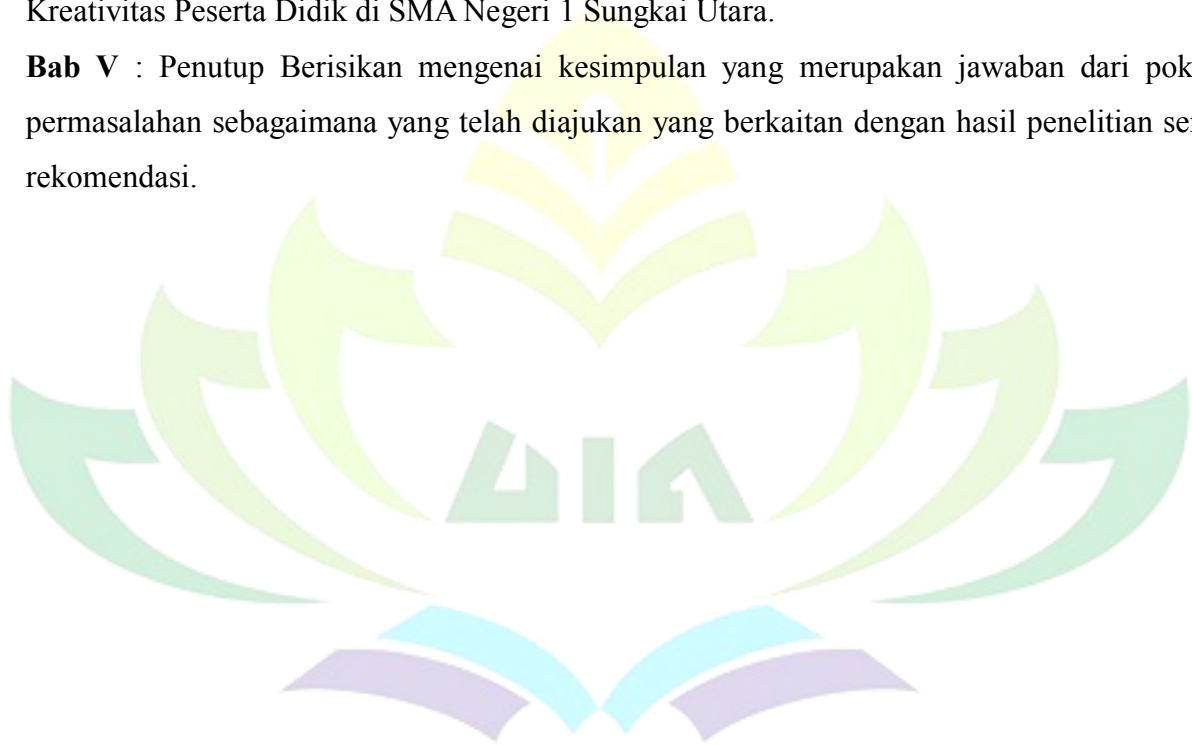 Kreativitas Peserta Didik di SMA Negeri 1 Sungkai Utara.
Bab V : Penutup Berisikan mengenai kesimpulan yang merupakan jawaban dari pok
permasalahan sebagaimana yang telah diajukan yang berkaitan dengan hasil penelitian se
rekomendasi.
UIN